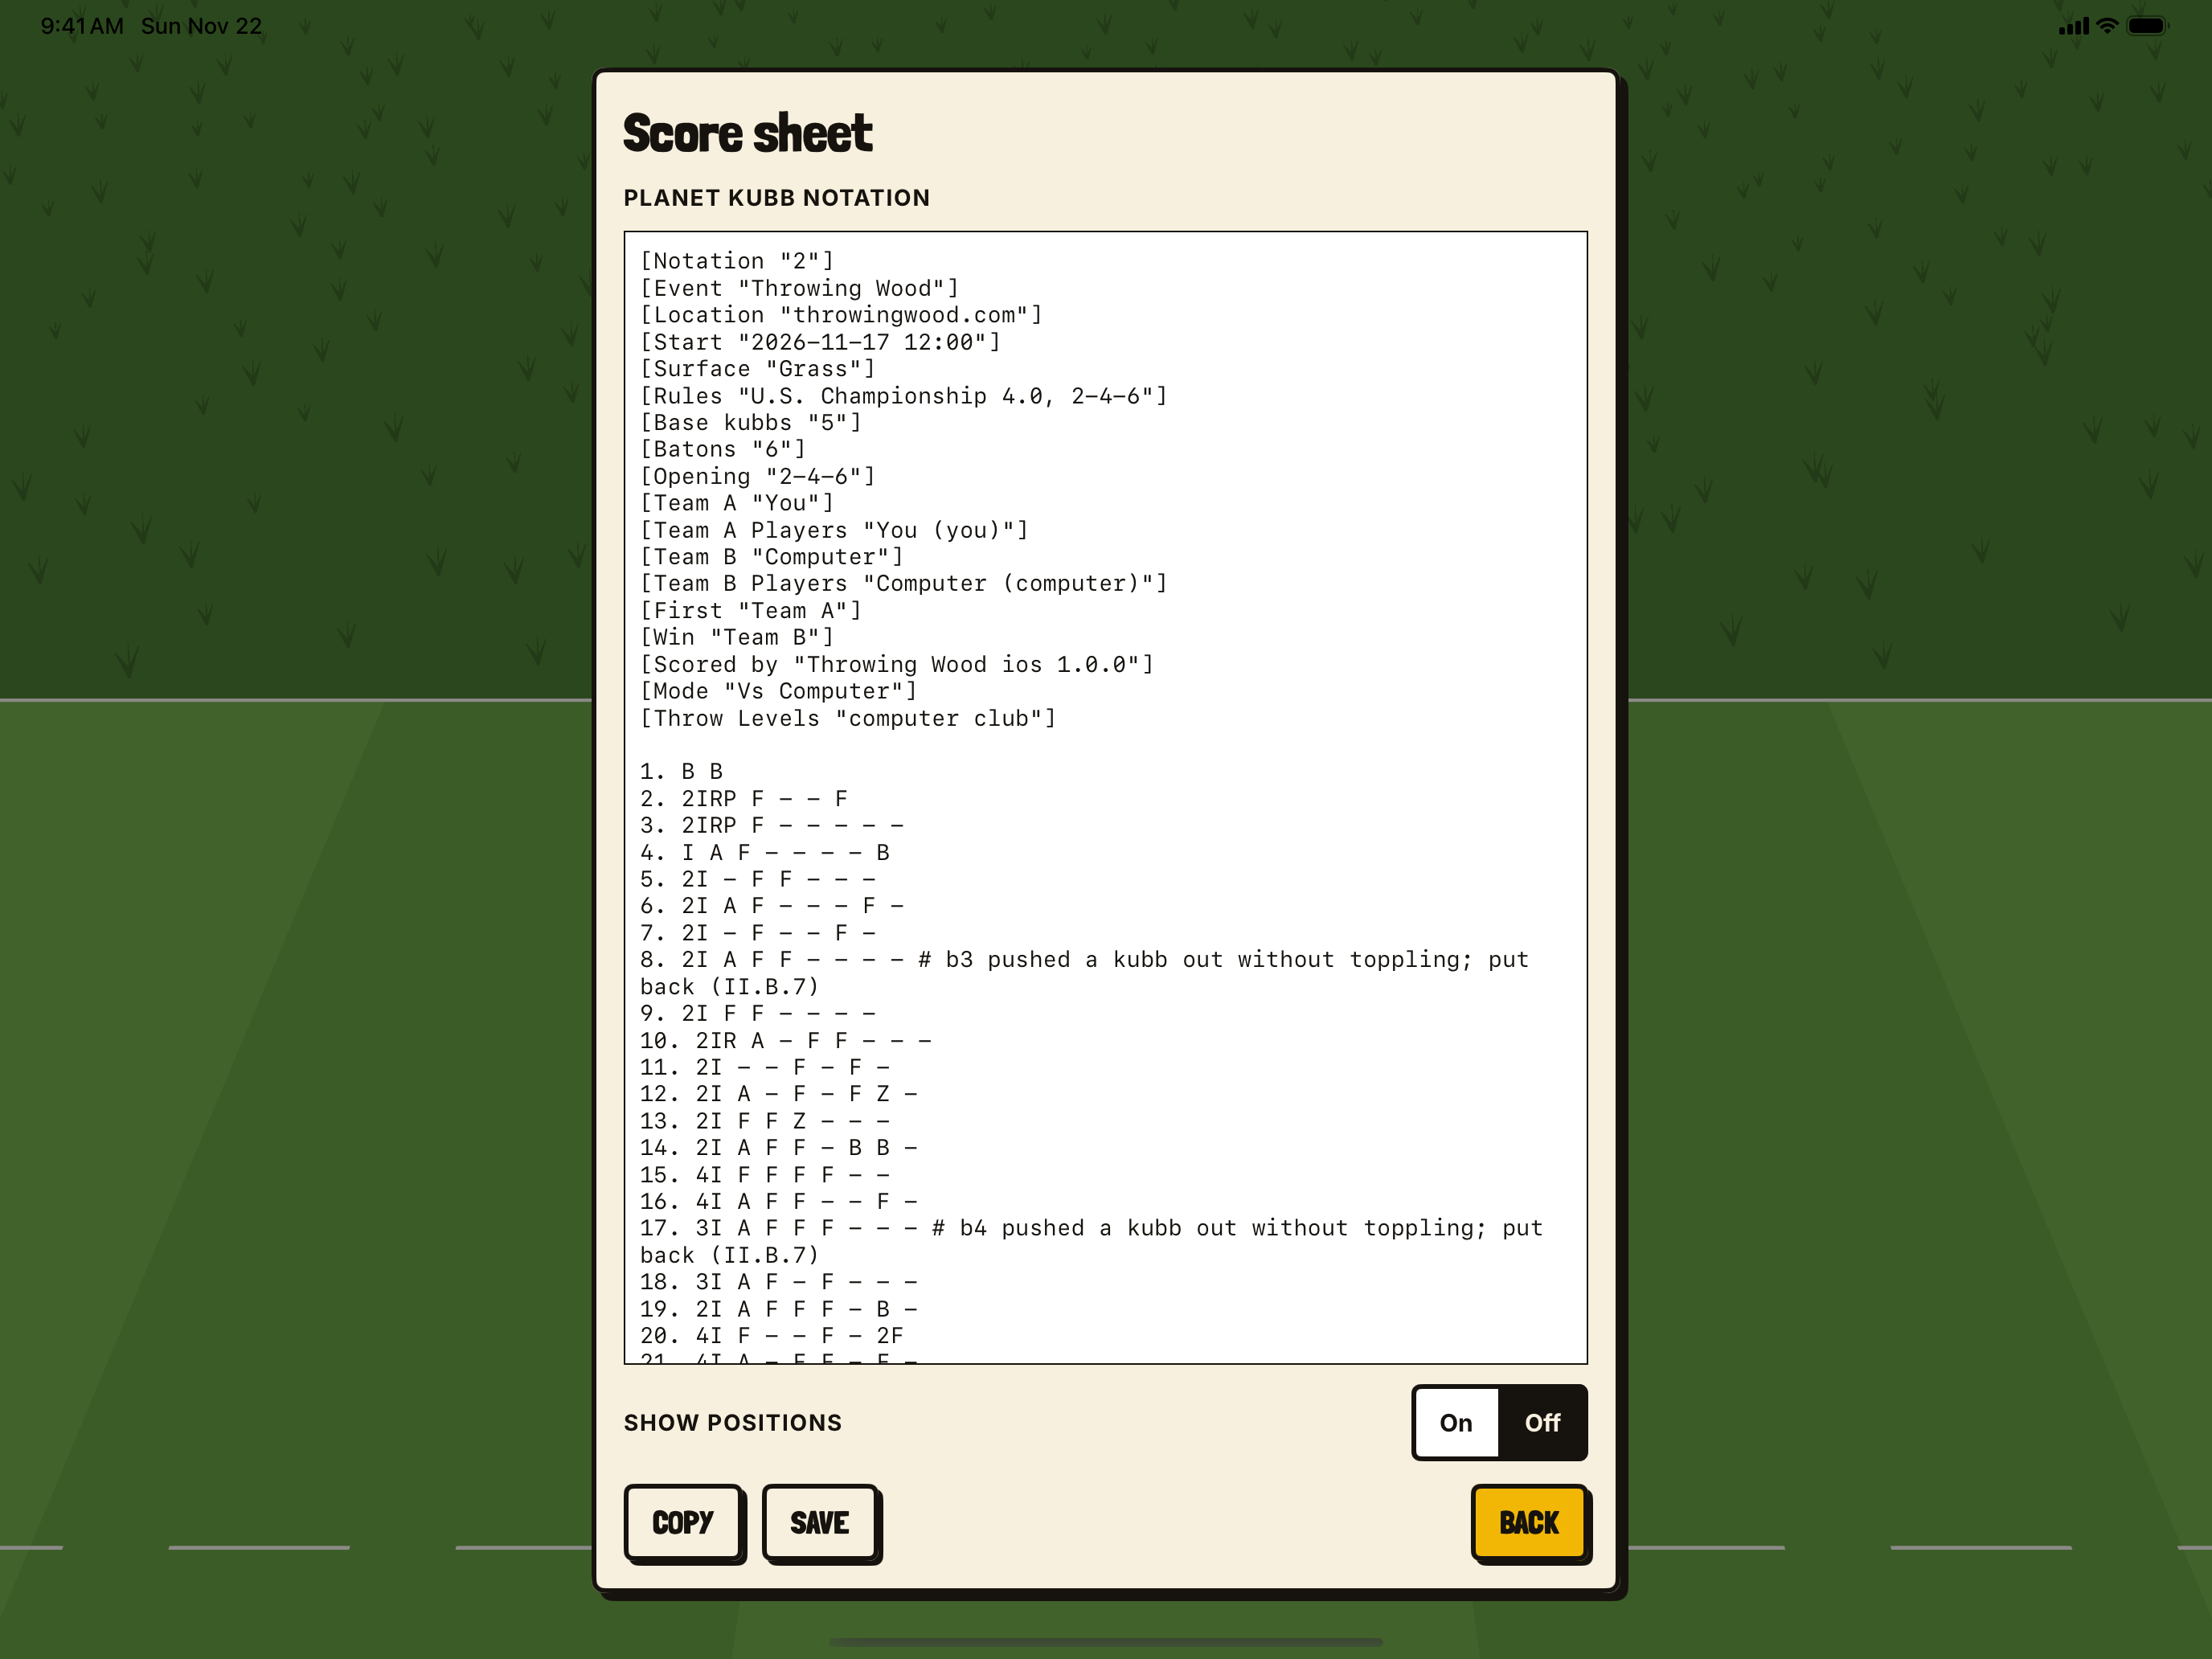 9:41 AM Sun Nov 22
Score sheet
PLANET KUBB NOTATION
[Notation "2"]
[Event "Throwing Wood"]
[Location "throwingwood.com"]
[Start "2026-11-17 12:00"]
[Surface "Grass"]
[Rules "U.S. Championship 4.0, 2-4-6"]
[Base kubbs "5"]
[Batons "6"]
[Opening "2-4-6"]
[Team A "You"]
[Team A Players "You (you)"]
[Team B "Computer"]
[Team B Players "Computer (computer)"]
[First "Team A"]
[Win "Team B"]
[Scored by "Throwing Wood ios 1.0.0"]
[Mode "Vs Computer"]
[Throw Levels "computer club"]
1. B B
2. 2IRP F - - F
3. 2IRP F - - - - -
4. I A F - - - - B
5. 2I - F F - - -
6. 2I A F - - - F -
7. 2I - F - - F -
8. 2I A F F - - - - # b3 pushed a kubb out without toppling; put
back (II.B.7)
9. 2I F F - - - -
10. 2IR A - F F - - -
11. 2I - - F - F -
12. 2I A - F - F Z -
13. 2I F F Z - - -
14. 2I A F F - B B -
15. 4I F F F F - -
16. 4I A F F - - F -
17. 3I A F F F - - - # b4 pushed a kubb out without toppling; put
back (II.B.7)
18. 3I A F - F - - -
19. 2I A F F F - B -
20. 4I F - - F - 2F
21. 4I A - F F - F -
SHOW POSITIONS
On Off
COPY SAVE BACK